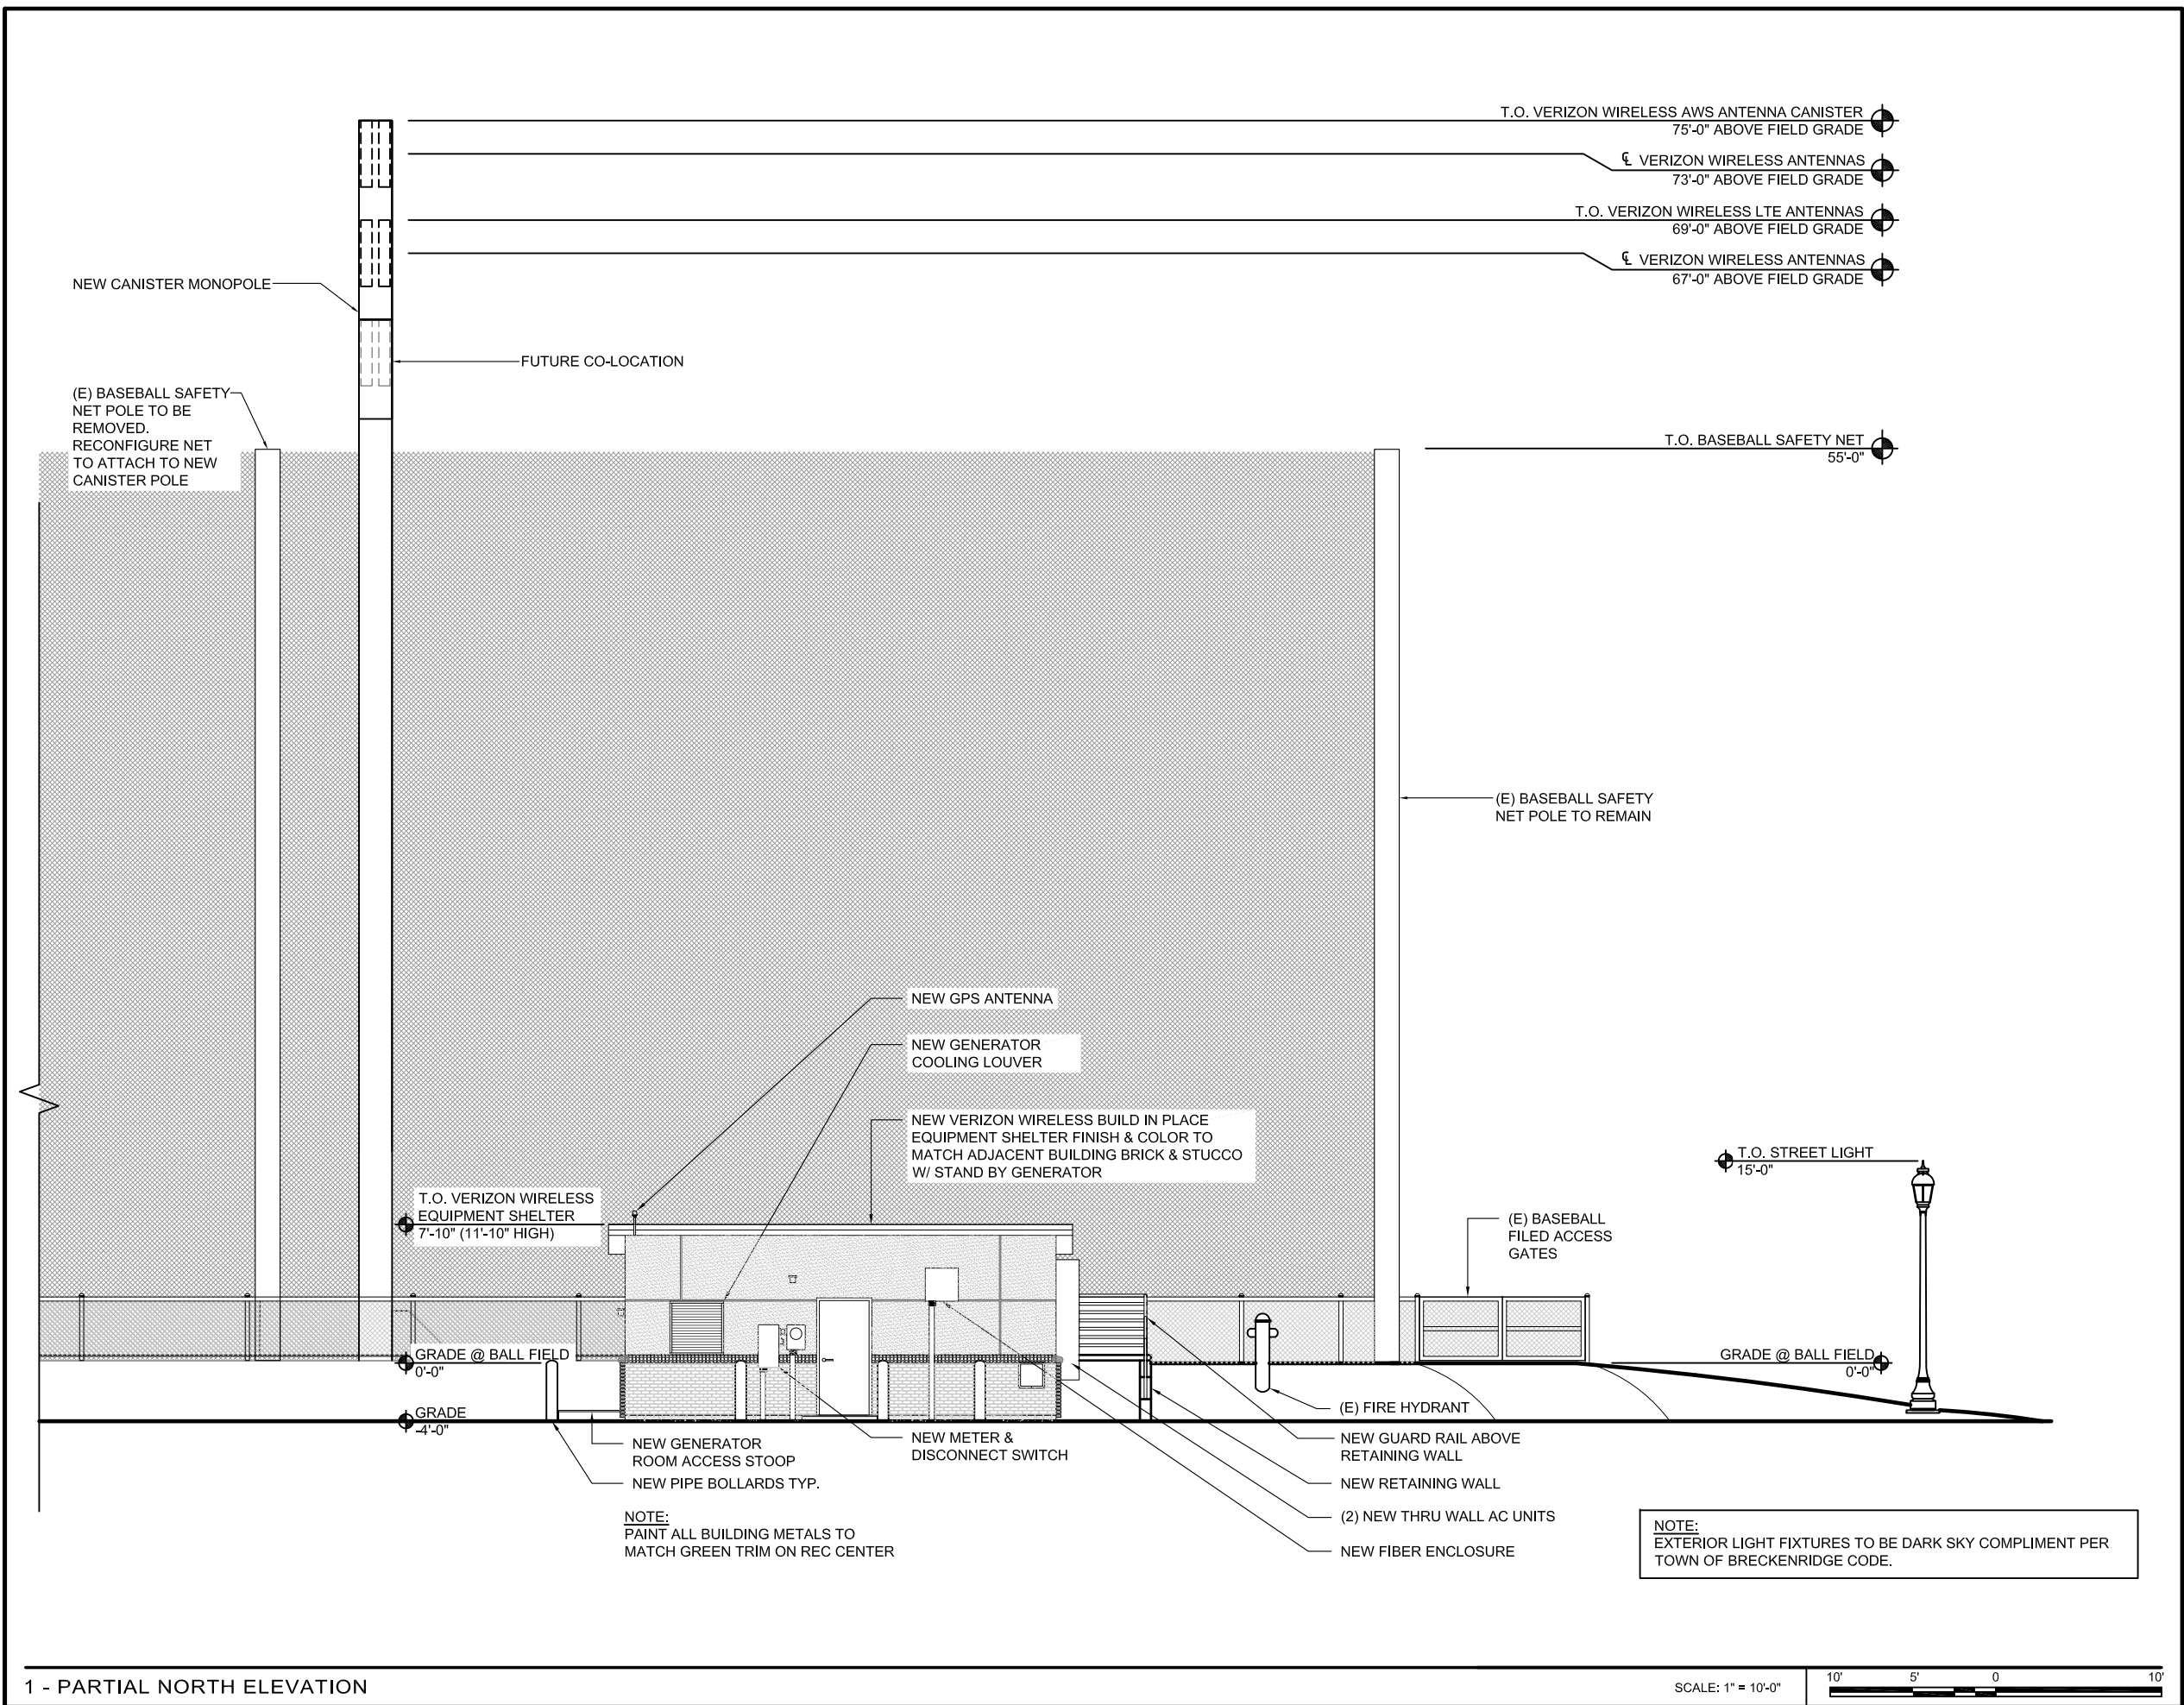 T.O. VERIZON WIRELESS AWS ANTENNA CANISTER
75'-0" ABOVE FIELD GRADE
℄ VERIZON WIRELESS ANTENNAS
73'-0" ABOVE FIELD GRADE
T.O. VERIZON WIRELESS LTE ANTENNAS
69'-0" ABOVE FIELD GRADE
℄ VERIZON WIRELESS ANTENNAS
67'-0" ABOVE FIELD GRADE
NEW CANISTER MONOPOLE
FUTURE CO-LOCATION
(E) BASEBALL SAFETY
NET POLE TO BE
REMOVED.
RECONFIGURE NET
TO ATTACH TO NEW
CANISTER POLE
T.O. BASEBALL SAFETY NET
55'-0"
(E) BASEBALL SAFETY
NET POLE TO REMAIN
NEW GPS ANTENNA
NEW GENERATOR
COOLING LOUVER
NEW VERIZON WIRELESS BUILD IN PLACE
EQUIPMENT SHELTER FINISH & COLOR TO
MATCH ADJACENT BUILDING BRICK & STUCCO
W/ STAND BY GENERATOR
T.O. STREET LIGHT
15'-0"
T.O. VERIZON WIRELESS
EQUIPMENT SHELTER
7'-10" (11'-10" HIGH)
(E) BASEBALL
FILED ACCESS
GATES
GRADE @ BALL FIELD
0'-0"
GRADE @ BALL FIELD
0'-0"
GRADE
-4'-0"
(E) FIRE HYDRANT
NEW GENERATOR
ROOM ACCESS STOOP
NEW METER &
DISCONNECT SWITCH
NEW GUARD RAIL ABOVE
RETAINING WALL
NEW PIPE BOLLARDS TYP.
NEW RETAINING WALL
(2) NEW THRU WALL AC UNITS
NEW FIBER ENCLOSURE
NOTE:
PAINT ALL BUILDING METALS TO
MATCH GREEN TRIM ON REC CENTER
NOTE:
EXTERIOR LIGHT FIXTURES TO BE DARK SKY COMPLIMENT PER
TOWN OF BRECKENRIDGE CODE.
1 - PARTIAL NORTH ELEVATION
SCALE: 1" = 10'-0"
10' 5' 0 10'